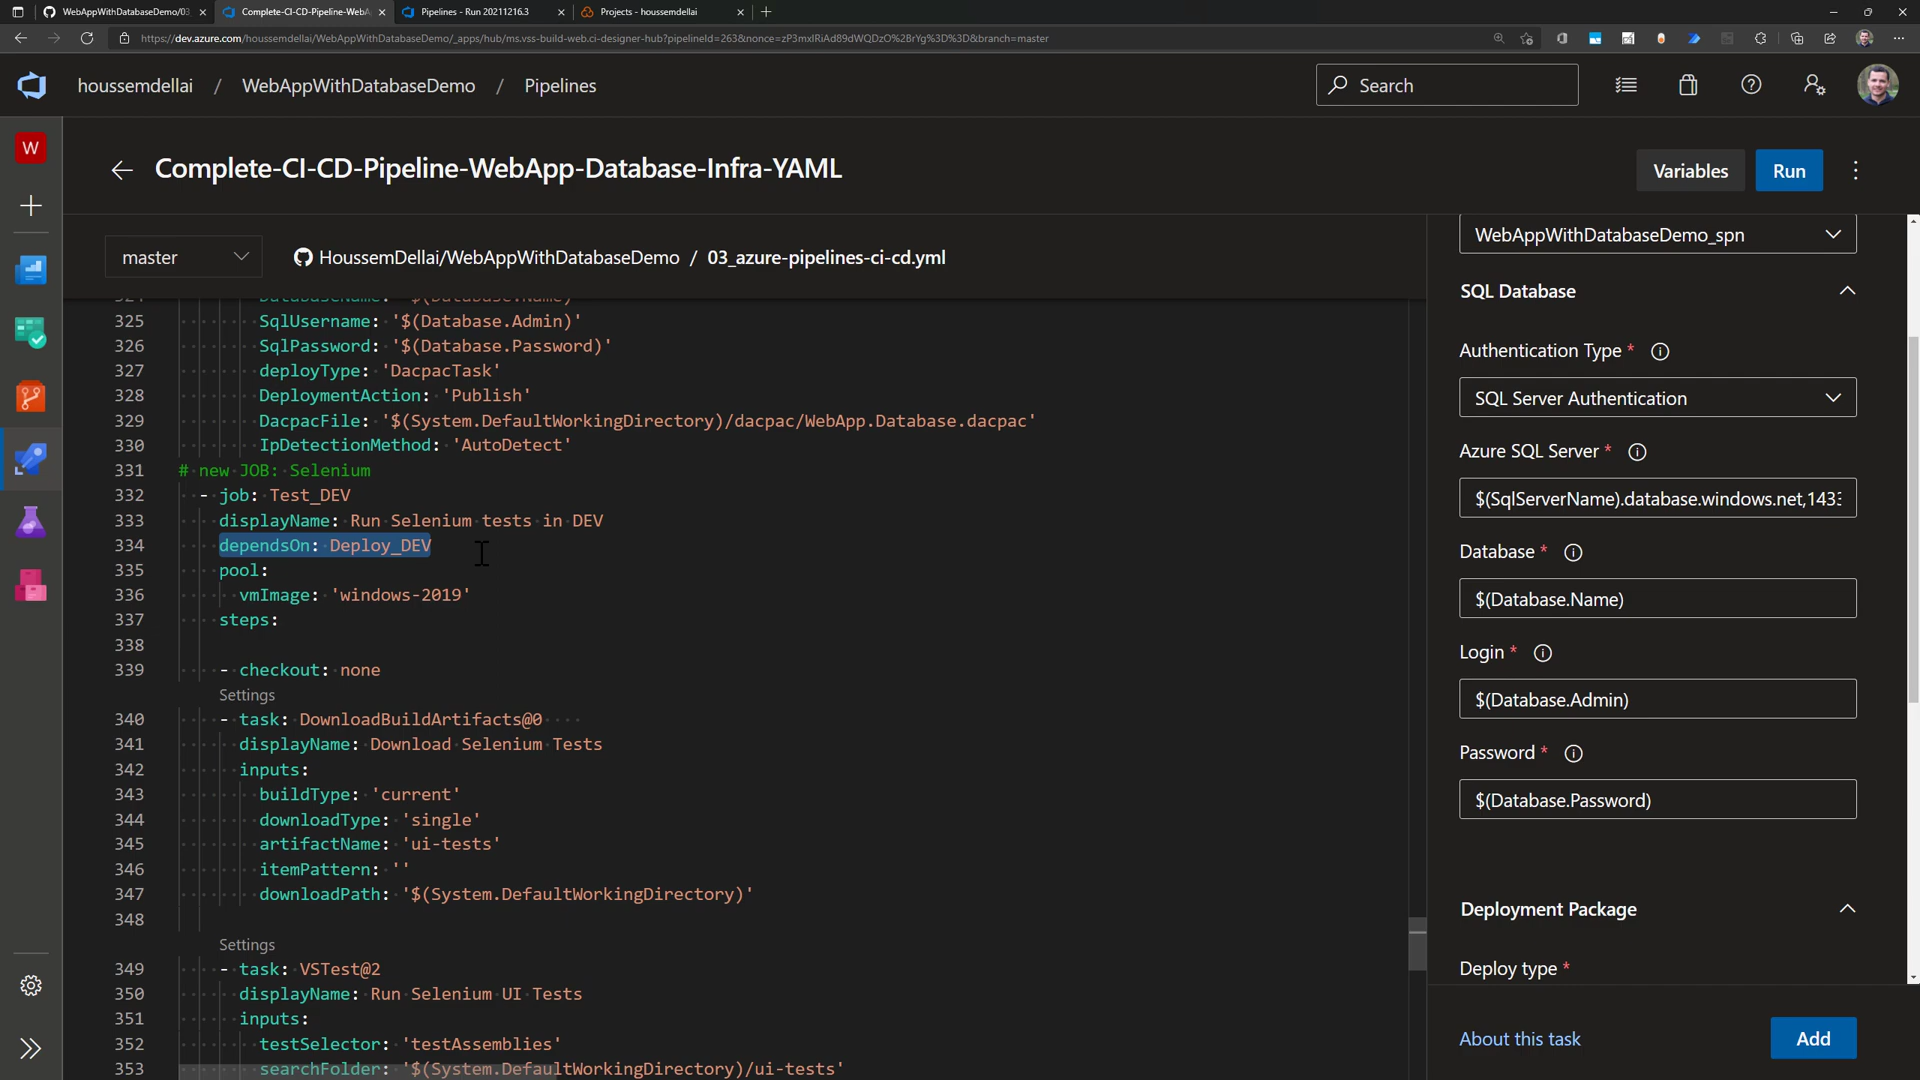 WebAppWithDatabaseDemo/03_
Complete-CI-CD-Pipeline-WebA
Pipelines - Run 20211216.3
Projects - houssemdellai
https://dev.azure.com/houssemdellai/WebAppWithDatabaseDemo/_apps/hub/ms.vss-build-web.ci-designer-hub?pipelineId=263&nonce=zP3mxIRiAd89dWQDzO%2BrYg%3D%3D&branch=master
houssemdellai / WebAppWithDatabaseDemo / Pipelines
Search
W
Complete-CI-CD-Pipeline-WebApp-Database-Infra-YAML
Variables
Run
master
HoussemDellai/WebAppWithDatabaseDemo / 03_azure-pipelines-ci-cd.yml
324 DatabaseName: '$(Database.Name)'
325 SqlUsername: '$(Database.Admin)'
326 SqlPassword: '$(Database.Password)'
327 deployType: 'DacpacTask'
328 DeploymentAction: 'Publish'
329 DacpacFile: '$(System.DefaultWorkingDirectory)/dacpac/WebApp.Database.dacpac'
330 IpDetectionMethod: 'AutoDetect'
331 # new JOB: Selenium
332 - job: Test_DEV
333 displayName: Run Selenium tests in DEV
334 dependsOn: Deploy_DEV
335 pool:
336 vmImage: 'windows-2019'
337 steps:
338
339 - checkout: none
Settings
340 - task: DownloadBuildArtifacts@0
341 displayName: Download Selenium Tests
342 inputs:
343 buildType: 'current'
344 downloadType: 'single'
345 artifactName: 'ui-tests'
346 itemPattern: ''
347 downloadPath: '$(System.DefaultWorkingDirectory)'
348
Settings
349 - task: VSTest@2
350 displayName: Run Selenium UI Tests
351 inputs:
352 testSelector: 'testAssemblies'
353 searchFolder: '$(System.DefaultWorkingDirectory)/ui-tests'
WebAppWithDatabaseDemo_spn
SQL Database
Authentication Type *
SQL Server Authentication
Azure SQL Server *
$(SqlServerName).database.windows.net,1433
Database *
$(Database.Name)
Login *
$(Database.Admin)
Password *
$(Database.Password)
Deployment Package
Deploy type *
About this task
Add